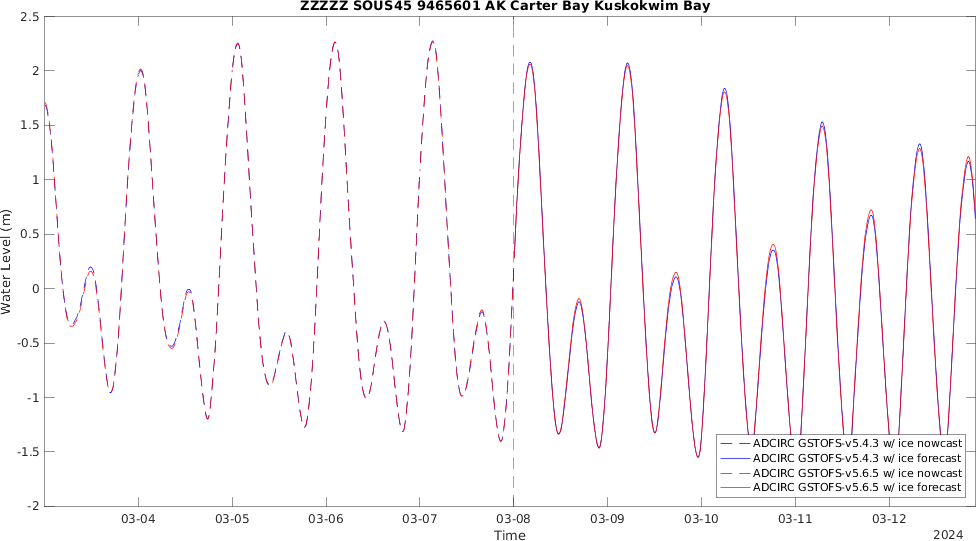 ZZZZZ SOUS45 9465601 AK Carter Bay Kuskokwim Bay
2.5
2
1.5
1
0.5
0
-0.5
-1
-1.5
-2
Water Level (m)
03-04 03-05 03-06 03-07 03-08 03-09 03-10 03-11 03-12
Time
2024
ADCIRC GSTOFS-v5.4.3 w/ ice nowcast
ADCIRC GSTOFS-v5.4.3 w/ ice forecast
ADCIRC GSTOFS-v5.6.5 w/ ice nowcast
ADCIRC GSTOFS-v5.6.5 w/ ice forecast